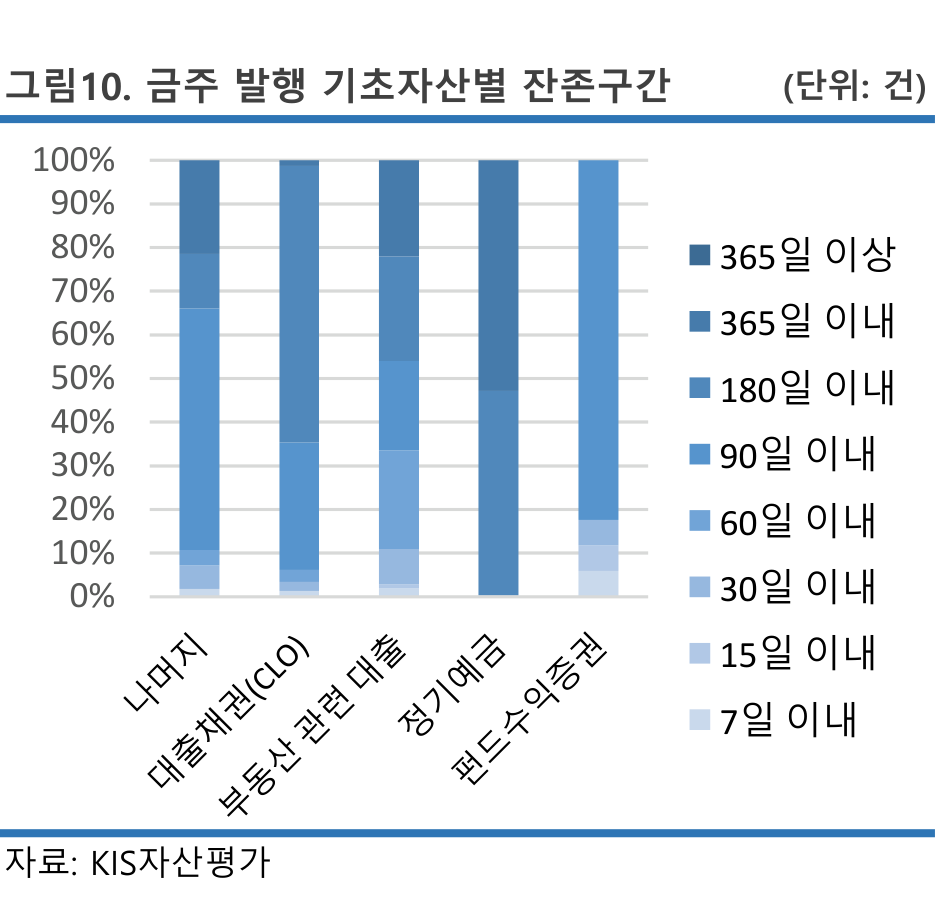 그림10. 금주 발행 기초자산별 잔존구간 (단위: 건)
100%
90%
80%
70%
60%
50%
40%
30%
20%
10%
0%
나머지
대출채권(CLO)
부동산 관련 대출
정기예금
펀드수익증권
365일 이상
365일 이내
180일 이내
90일 이내
60일 이내
30일 이내
15일 이내
7일 이내
자료: KIS자산평가